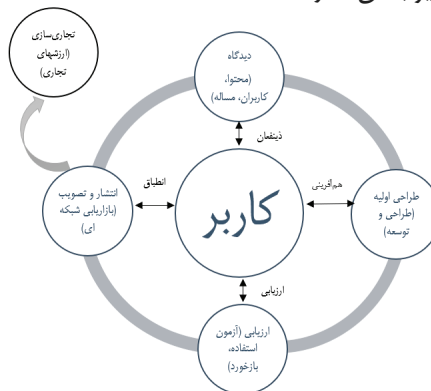 تجاری‌سازی
(ارزشهای
تجاری)
دیدگاه
(محتوا،
کاربران، مساله)
ذینفعان
انطباق
هم‌آفرینی
کاربر
انتشار و تصویب
(بازاریابی شبکه
ای)
طراحی اولیه
(طراحی و
توسعه)
ارزیابی
ارزیابی (آزمون
استفاده،
بازخورد)